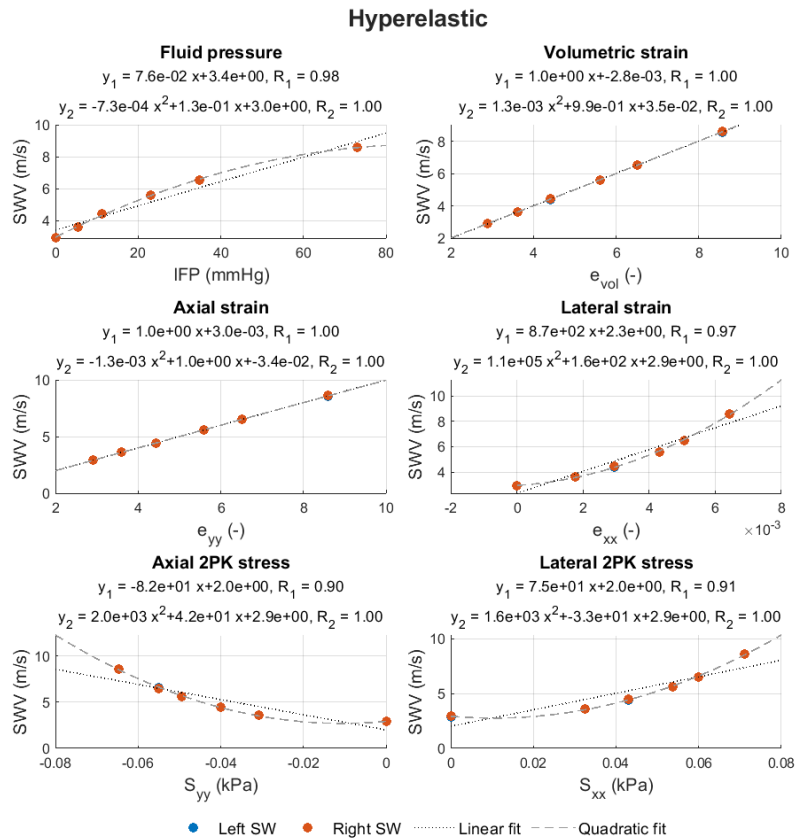 Hyperelastic
Fluid pressure
y1 = 7.6e-02 x+3.4e+00, R1 = 0.98
y2 = -7.3e-04 x2+1.3e-01 x+3.0e+00, R2 = 1.00
10
8
6
4
SWV (m/s)
0 20 40 60 80
IFP (mmHg)
Volumetric strain
y1 = 1.0e+00 x+-2.8e-03, R1 = 1.00
y2 = 1.3e-03 x2+9.9e-01 x+3.5e-02, R2 = 1.00
8
6
4
2
SWV (m/s)
2 4 6 8 10
evol (-)
Axial strain
y1 = 1.0e+00 x+3.0e-03, R1 = 1.00
y2 = -1.3e-03 x2+1.0e+00 x+-3.4e-02, R2 = 1.00
10
5
0
SWV (m/s)
2 4 6 8 10
eyy (-)
Lateral strain
y1 = 8.7e+02 x+2.3e+00, R1 = 0.97
y2 = 1.1e+05 x2+1.6e+02 x+2.9e+00, R2 = 1.00
10
8
6
4
SWV (m/s)
-2 0 2 4 6 8
exx (-)
×10-3
Axial 2PK stress
y1 = -8.2e+01 x+2.0e+00, R1 = 0.90
y2 = 2.0e+03 x2+4.2e+01 x+2.9e+00, R2 = 1.00
10
5
0
SWV (m/s)
-0.08 -0.06 -0.04 -0.02 0
Syy (kPa)
Lateral 2PK stress
y1 = 7.5e+01 x+2.0e+00, R1 = 0.91
y2 = 1.6e+03 x2+-3.3e+01 x+2.9e+00, R2 = 1.00
10
5
0
SWV (m/s)
0 0.02 0.04 0.06 0.08
Sxx (kPa)
Left SW Right SW Linear fit Quadratic fit